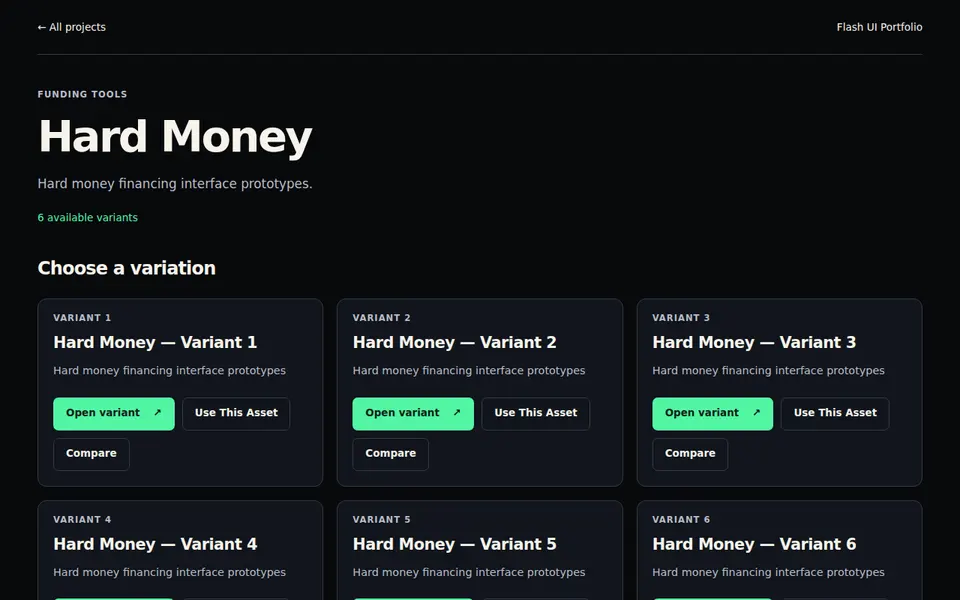 ← All projects
Flash UI Portfolio
FUNDING TOOLS
Hard Money
Hard money financing interface prototypes.
6 available variants
Choose a variation
VARIANT 1
Hard Money — Variant 1
Hard money financing interface prototypes
Open variant ↗
Use This Asset
Compare
VARIANT 2
Hard Money — Variant 2
Hard money financing interface prototypes
Open variant ↗
Use This Asset
Compare
VARIANT 3
Hard Money — Variant 3
Hard money financing interface prototypes
Open variant ↗
Use This Asset
Compare
VARIANT 4
Hard Money — Variant 4
Hard money financing interface prototypes
VARIANT 5
Hard Money — Variant 5
Hard money financing interface prototypes
VARIANT 6
Hard Money — Variant 6
Hard money financing interface prototypes